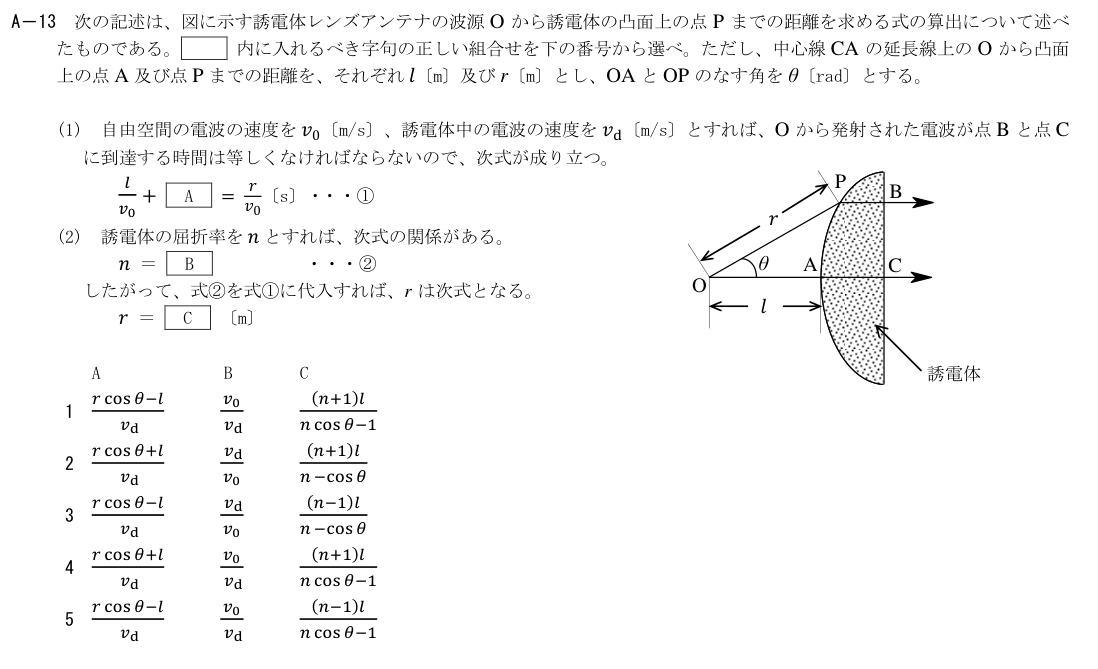 A－13　次の記述は、図に示す誘電体レンズアンテナの波源 O から誘電体の凸面上の点 P までの距離を求める式の算出について述べ
たものである。□ 内に入れるべき字句の正しい組合せを下の番号から選べ。ただし、中心線 CA の延長線上の O から凸面
上の点 A 及び点 P までの距離を、それぞれ l〔m〕及び r〔m〕とし、OA と OP のなす角を θ〔rad〕とする。
(1)　自由空間の電波の速度を v₀〔m/s〕、誘電体中の電波の速度を v_d〔m/s〕とすれば、O から発射された電波が点 B と点 C
に到達する時間は等しくなければならないので、次式が成り立つ。
l/v₀ + A = r/v₀〔s〕・・・①
(2)　誘電体の屈折率を n とすれば、次式の関係がある。
n = B ・・・②
したがって、式②を式①に代入すれば、r は次式となる。
r = C〔m〕
P
B
r
θ
A
C
O
l
誘電体
A B C
1 (r cos θ−l)/v_d v₀/v_d (n+1)l/(n cos θ−1)
2 (r cos θ+l)/v_d v_d/v₀ (n+1)l/(n−cos θ)
3 (r cos θ−l)/v_d v_d/v₀ (n−1)l/(n−cos θ)
4 (r cos θ+l)/v_d v₀/v_d (n+1)l/(n cos θ−1)
5 (r cos θ−l)/v_d v₀/v_d (n−1)l/(n cos θ−1)